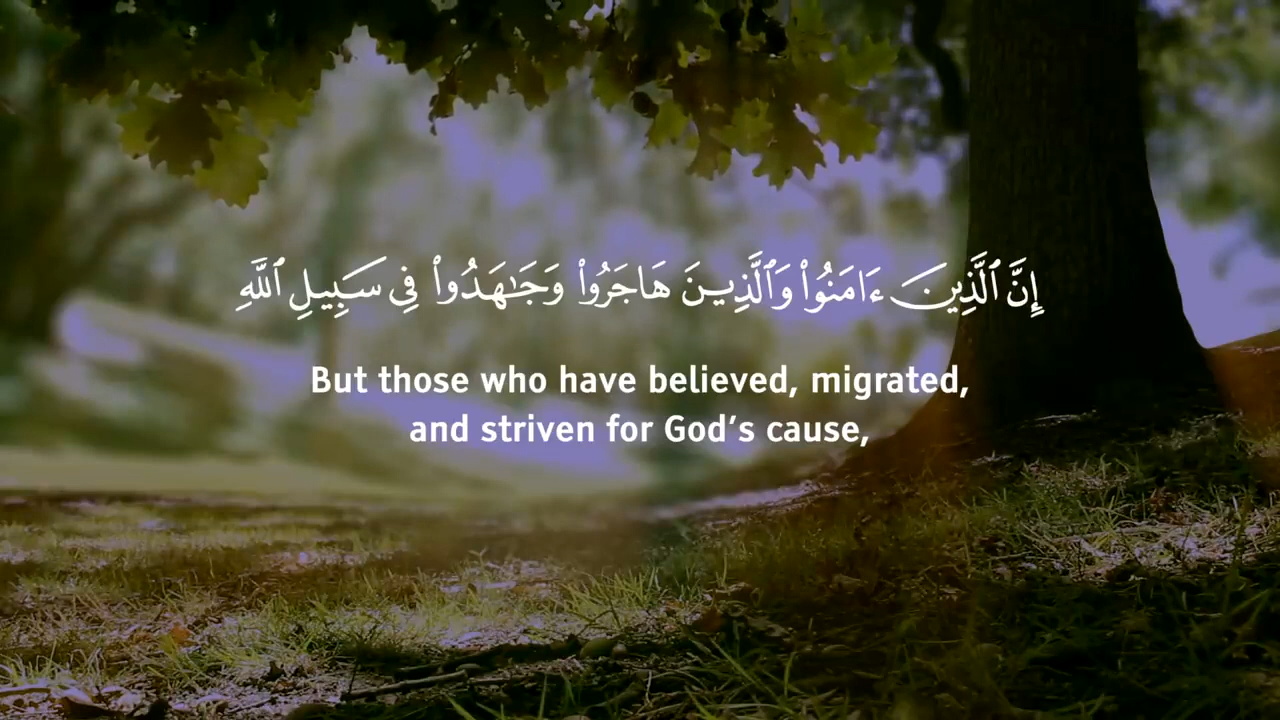 إِنَّ ٱلَّذِينَ ءَامَنُوا۟ وَٱلَّذِينَ هَاجَرُوا۟ وَجَـٰهَدُوا۟ فِى سَبِيلِ ٱللَّهِ
But those who have believed, migrated,
and striven for God's cause,